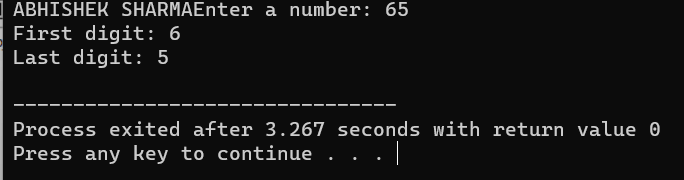 ABHISHEK SHARMAEnter a number: 65
First digit: 6
Last digit: 5
--------------------------------
Process exited after 3.267 seconds with return value 0
Press any key to continue . . .